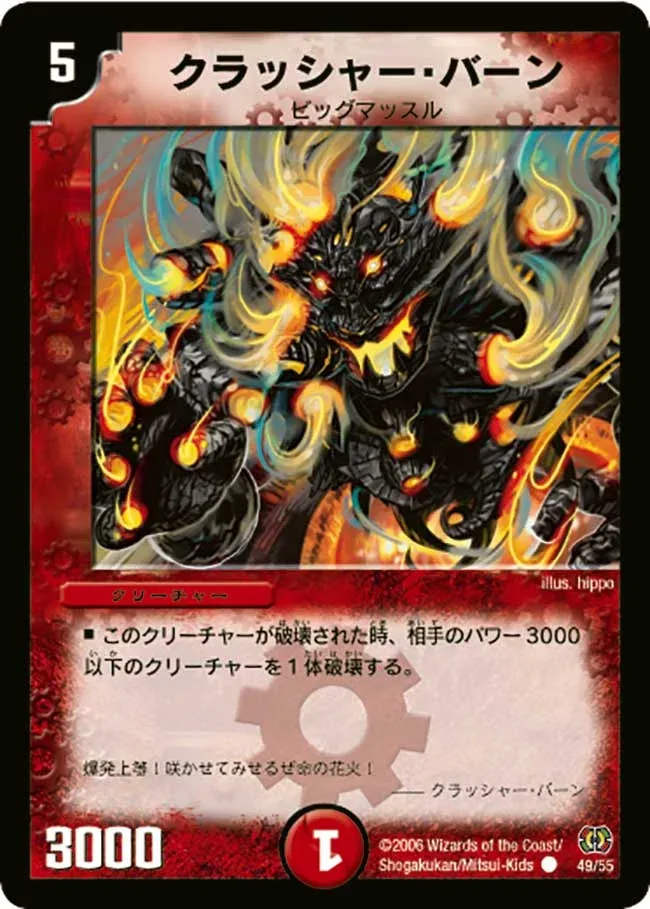 5
クラッシャー・バーン
ビッグマッスル
illus. hippo
クリーチャー
■ このクリーチャーが破壊された時、相手のパワー3000
以下のクリーチャーを1体破壊する。
爆発上等!咲かせてみせるぜ命の花火!
―― クラッシャー・バーン
3000
1
©2006 Wizards of the Coast/
Shogakukan/Mitsui-Kids
49/55